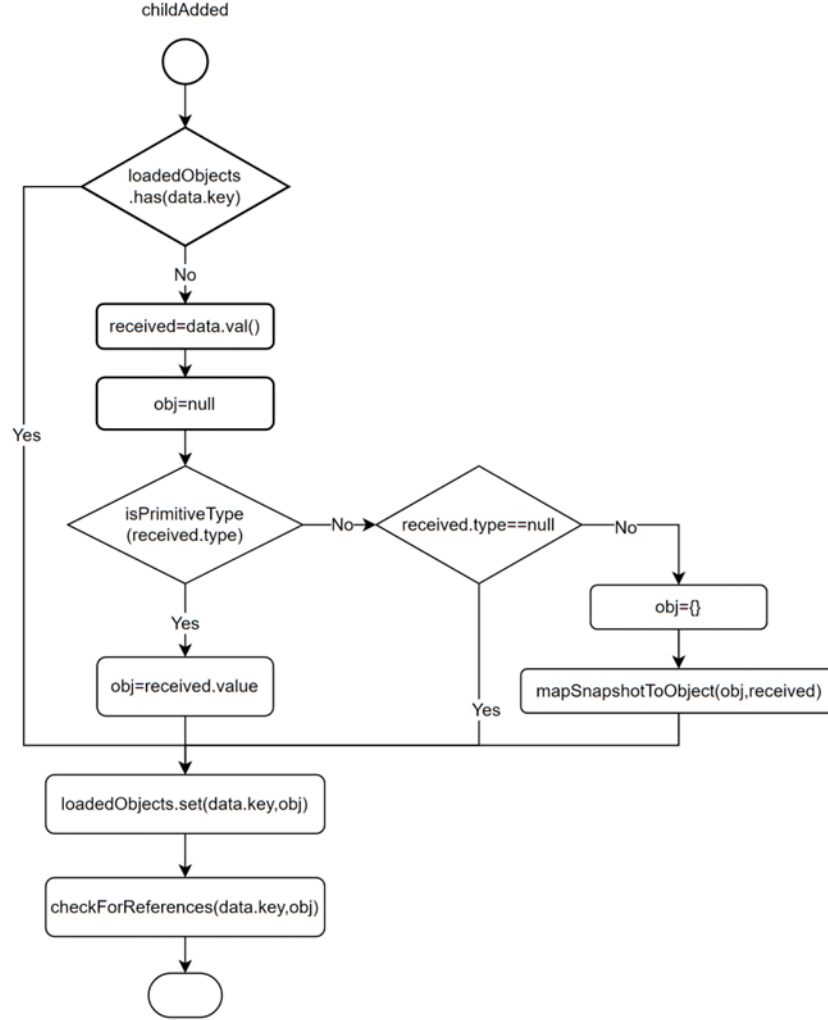 childAdded
loadedObjects
.has(data.key)
No
received=data.val()
obj=null
Yes
isPrimitiveType
(received.type)
No
received.type==null
No
obj={}
Yes
obj=received.value
mapSnapshotToObject(obj,received)
Yes
loadedObjects.set(data.key,obj)
checkForReferences(data.key,obj)